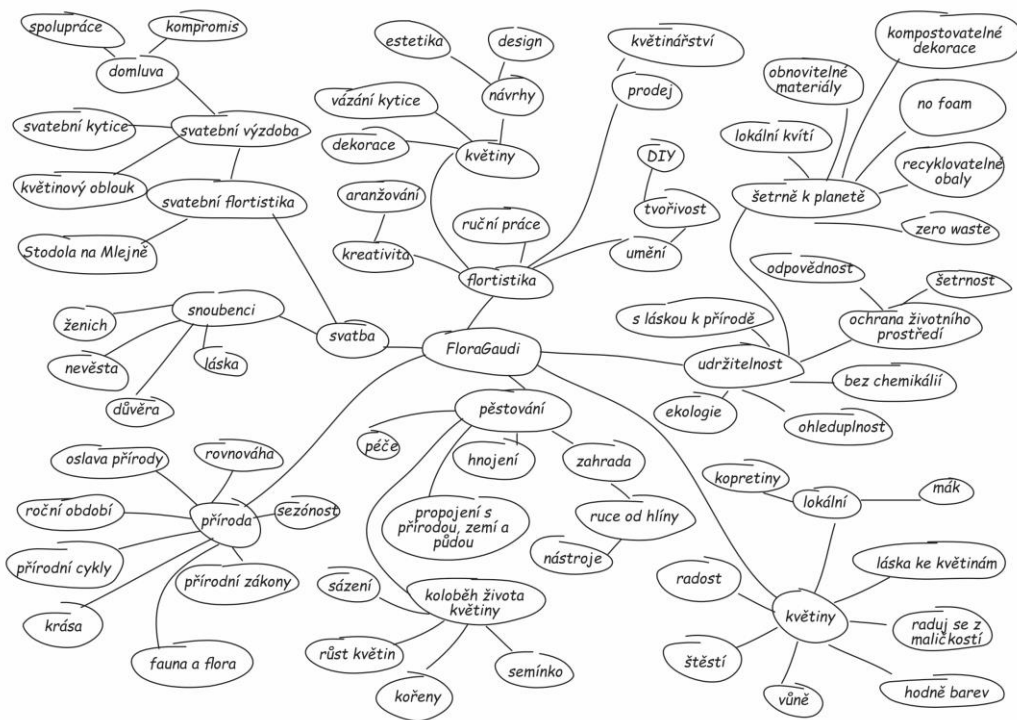 spolupráce
kompromis
domluva
svatební kytice
svatební výzdoba
květinový oblouk
svatební flortistika
Stodola na Mlejně
estetika
design
vázání kytice
návrhy
dekorace
květiny
aranžování
ruční práce
kreativita
flortistika
květinářství
prodej
DIY
tvořivost
umění
kompostovatelné
dekorace
obnovitelné
materiály
no foam
lokální kvítí
recyklovatelné
obaly
šetrně k planetě
zero waste
odpovědnost
šetrnost
s láskou k přírodě
ochrana životního
prostředí
udržitelnost
bez chemikálií
ekologie
ohleduplnost
snoubenci
ženich
svatba
nevěsta
láska
důvěra
FloraGaudi
pěstování
péče
hnojení
zahrada
propojení s
přírodou, zemí a
půdou
ruce od hlíny
nástroje
oslava přírody
rovnováha
roční období
příroda
sezónost
přírodní cykly
přírodní zákony
krása
fauna a flora
sázení
koloběh života
květiny
růst květin
semínko
kořeny
kopretiny
lokální
mák
radost
láska ke květinám
květiny
raduj se z
maličkostí
štěstí
vůně
hodně barev